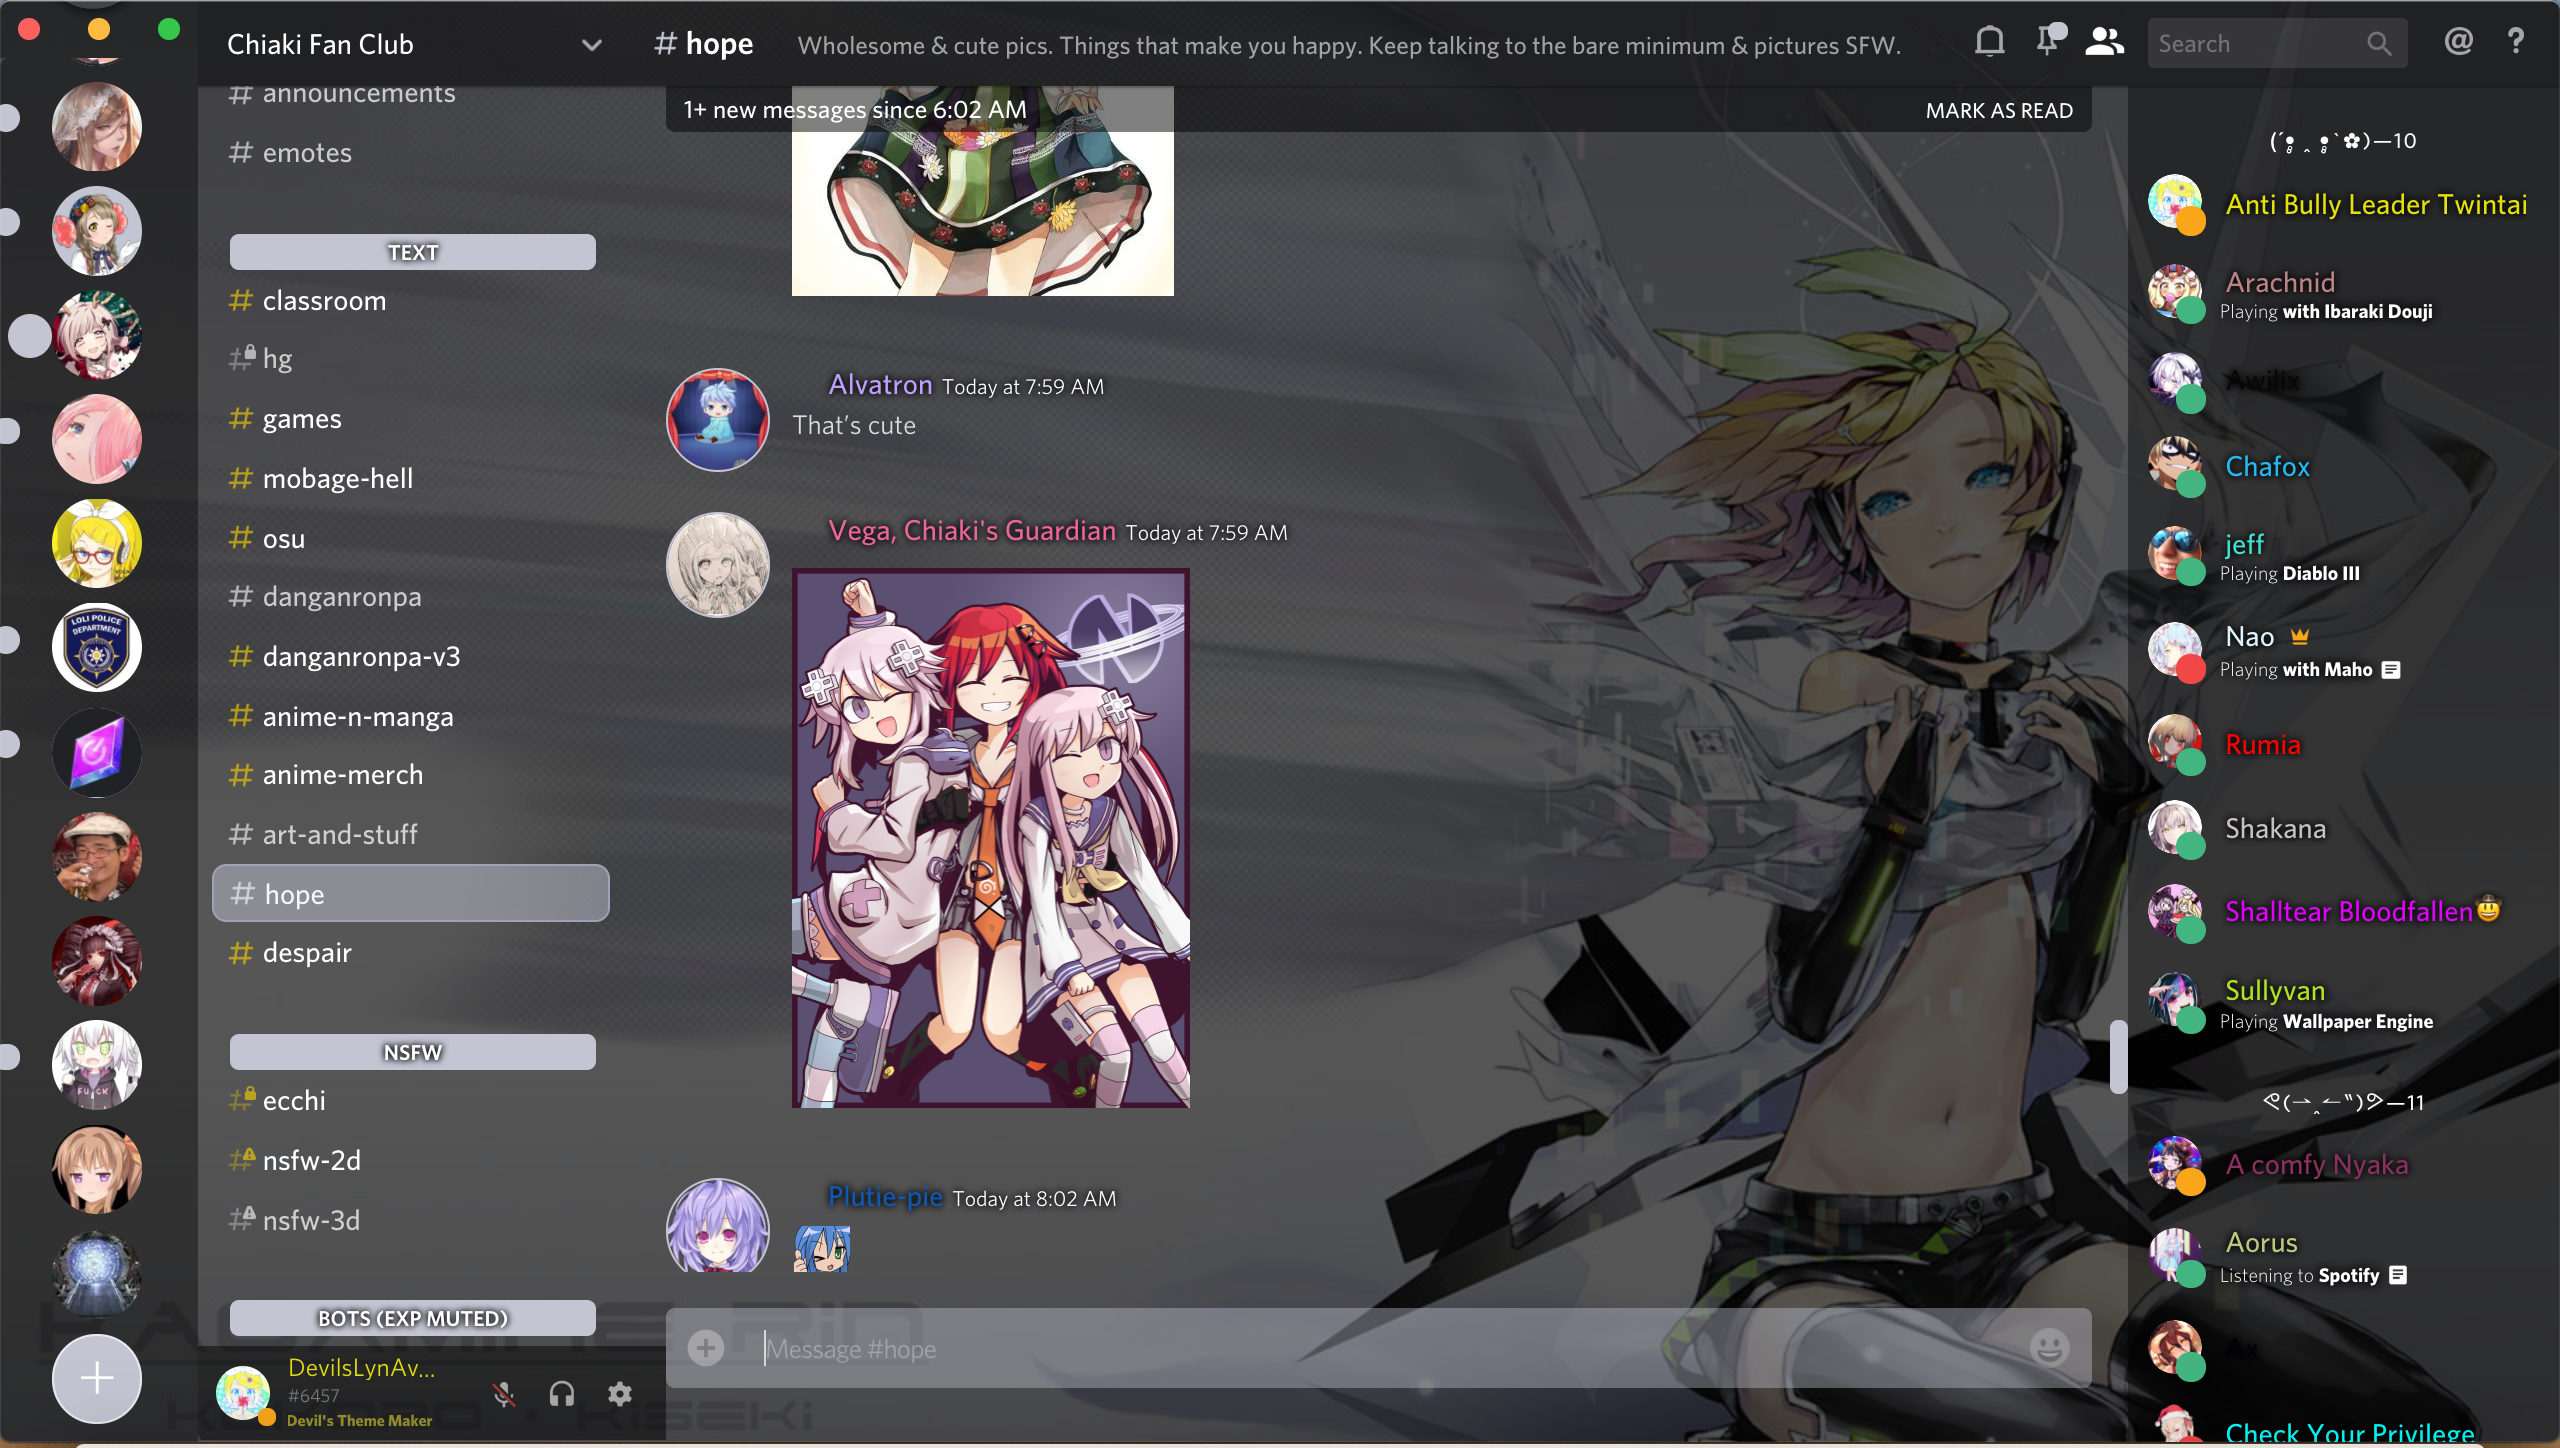 Chiaki Fan Club
# hope
Wholesome & cute pics. Things that make you happy. Keep talking to the bare minimum & pictures SFW.
Search
# announcements
# emotes
TEXT
# classroom
# hg
# games
# mobage-hell
# osu
# danganronpa
# danganronpa-v3
# anime-n-manga
# anime-merch
# art-and-stuff
# hope
# despair
NSFW
# ecchi
# nsfw-2d
# nsfw-3d
BOTS (EXP MUTED)
DevilsLynAv...
#6457
Devil's Theme Maker
LOLI POLICE
DEPARTMENT
FUCK
1+ new messages since 6:02 AM
MARK AS READ
Alvatron Today at 7:59 AM
That’s cute
Vega, Chiaki's Guardian Today at 7:59 AM
N
Plutie-pie Today at 8:02 AM
Message #hope
—10
Anti Bully Leader Twintai
Arachnid
Playing with Ibaraki Douji
Awilix
Chafox
jeff
Playing Diablo III
Nao
Playing with Maho
Rumia
Shakana
Shalltear Bloodfallen🤠
Sullyvan
Playing Wallpaper Engine
—11
A comfy Nyaka
Aorus
Listening to Spotify
Ax
Check Your Privilege